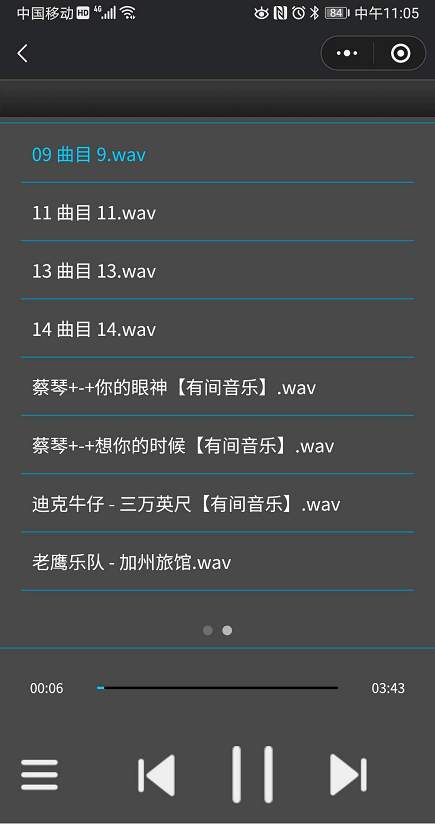 中国移动 HD 4G 84 中午11:05
09 曲目 9.wav
11 曲目 11.wav
13 曲目 13.wav
14 曲目 14.wav
蔡琴+-+你的眼神【有间音乐】.wav
蔡琴+-+想你的时候【有间音乐】.wav
迪克牛仔 - 三万英尺【有间音乐】.wav
老鹰乐队 - 加州旅馆.wav
00:06 03:43